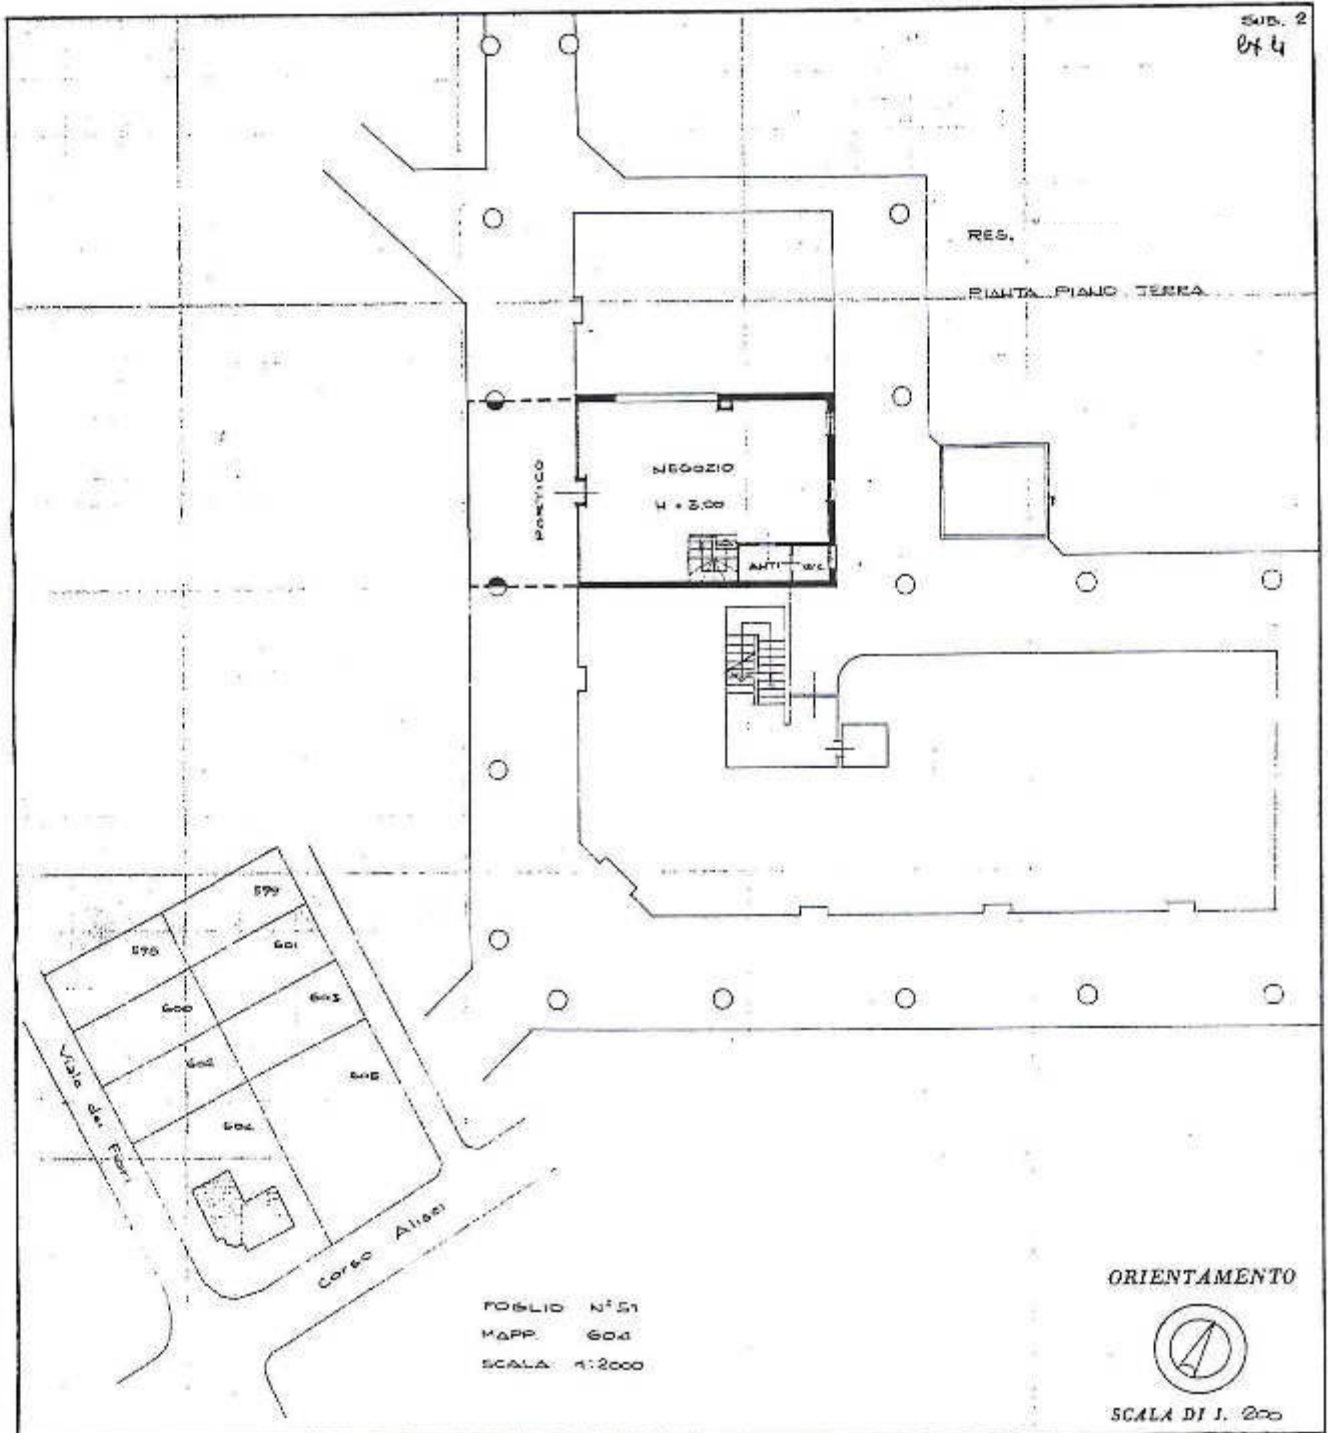 SUB. 2
RES.
PIANTA PIANO TERRA
PORTICO
NEGOZIO
H = 3,00
ANTI W.C.
599
598
601
600
603
602
605
604
Viale dei Fiori
Corso Alisei
FOGLIO N° 51
MAPP. 604
SCALA 1:2000
ORIENTAMENTO
SCALA DI 1: 200